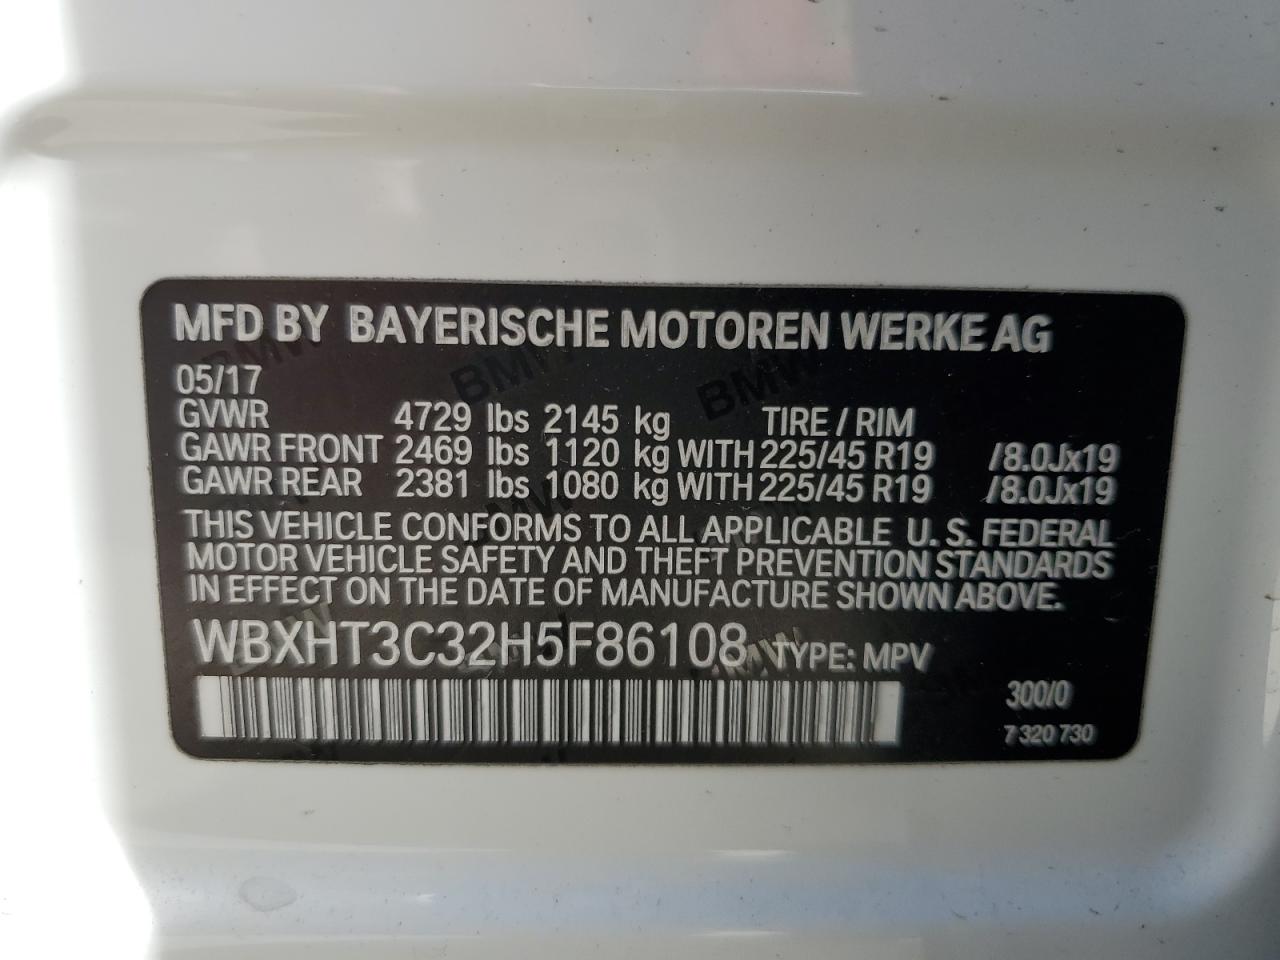 MFD BY BAYERISCHE MOTOREN WERKE AG
05/17
GVWR 4729 lbs 2145 kg TIRE / RIM
GAWR FRONT 2469 lbs 1120 kg WITH 225/45 R19 /8.0Jx19
GAWR REAR 2381 lbs 1080 kg WITH 225/45 R19 /8.0Jx19
THIS VEHICLE CONFORMS TO ALL APPLICABLE U. S. FEDERAL
MOTOR VEHICLE SAFETY AND THEFT PREVENTION STANDARDS
IN EFFECT ON THE DATE OF MANUFACTURE SHOWN ABOVE.
WBXHT3C32H5F86108 TYPE: MPV
300/0
7 320 730